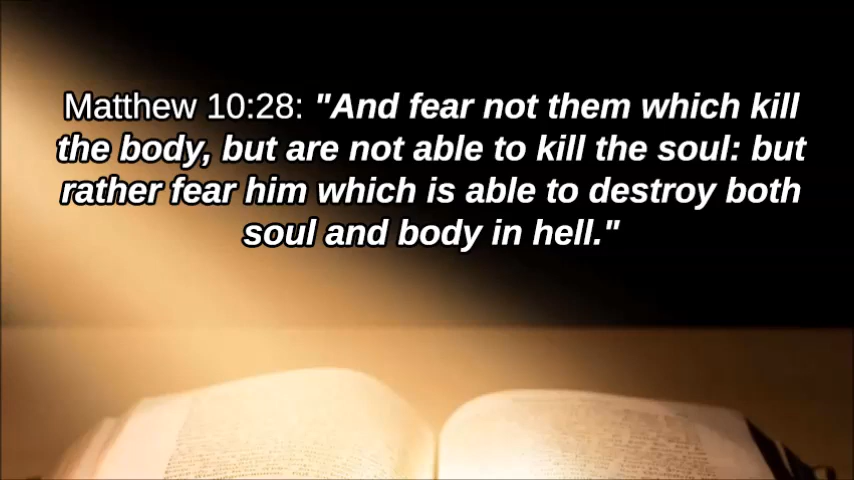 Matthew 10:28: "And fear not them which kill
the body, but are not able to kill the soul: but
rather fear him which is able to destroy both
soul and body in hell."